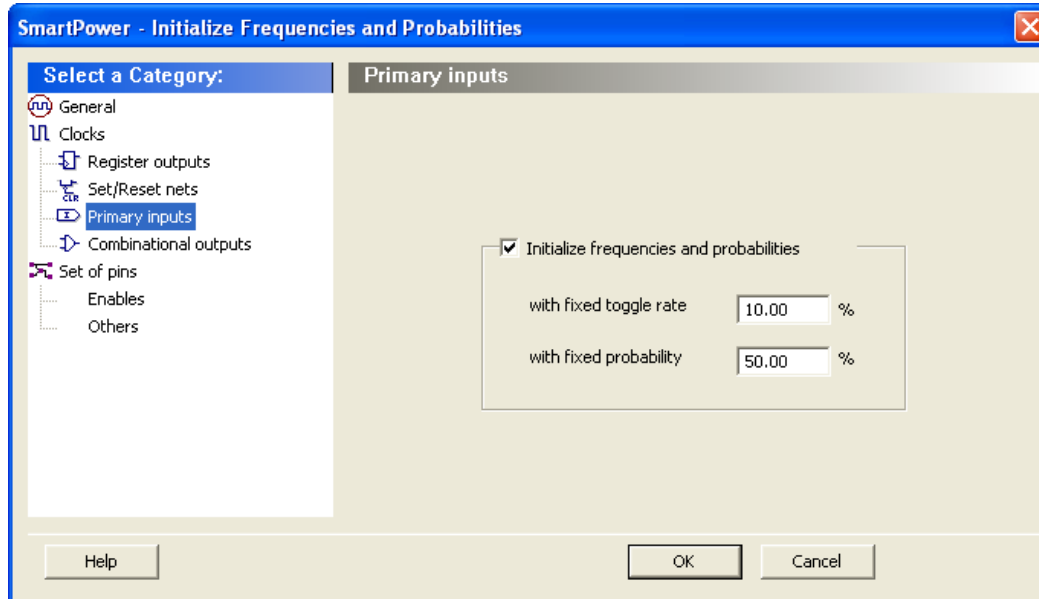 SmartPower - Initialize Frequencies and Probabilities
Select a Category:
General
Clocks
Register outputs
CLR
Set/Reset nets
Primary inputs
Combinational outputs
Set of pins
Enables
Others
Primary inputs
Initialize frequencies and probabilities
with fixed toggle rate 10.00 %
with fixed probability 50.00 %
Help OK Cancel